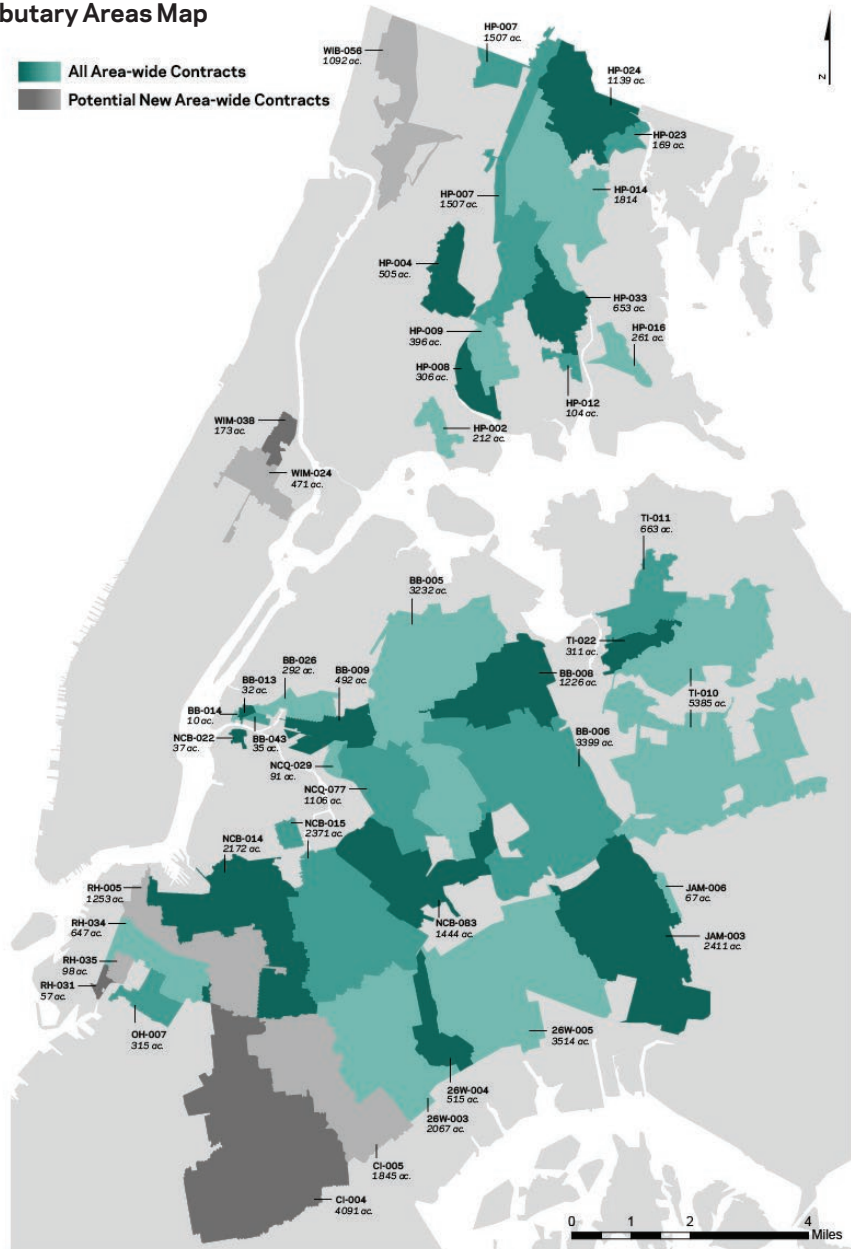 butary Areas Map
All Area-wide Contracts
Potential New Area-wide Contracts
WIB-056
1092 ac.
HP-007
1507 ac.
HP-024
1139 ac.
N
HP-023
169 ac.
HP-007
1507 ac.
HP-014
1814
HP-004
505 ac.
HP-033
653 ac.
HP-009
396 ac.
HP-016
261 ac.
HP-008
306 ac.
HP-012
104 ac.
HP-002
212 ac.
WIM-038
173 ac.
WIM-024
471 ac.
TI-011
663 ac.
BB-005
3232 ac.
TI-022
311 ac.
BB-026
292 ac.
BB-009
492 ac.
BB-008
1226 ac.
BB-013
32 ac.
TI-010
5385 ac.
BB-014
10 ac.
BB-043
35 ac.
BB-006
3399 ac.
NCB-022
37 ac.
NCQ-029
91 ac.
NCQ-077
1106 ac.
NCB-015
2371 ac.
NCB-014
2172 ac.
RH-005
1253 ac.
JAM-006
67 ac.
RH-034
647 ac.
NCB-083
1444 ac.
JAM-003
2411 ac.
RH-035
98 ac.
RH-031
57 ac.
OH-007
315 ac.
26W-005
3514 ac.
26W-004
515 ac.
26W-003
2067 ac.
CI-005
1845 ac.
CI-004
4091 ac.
0 1 2 4
Miles